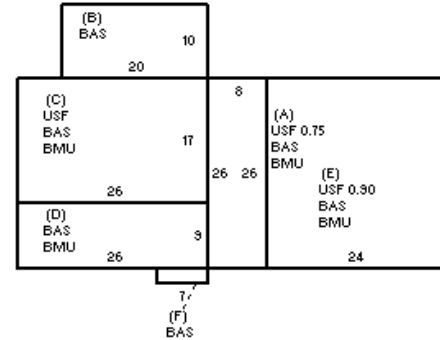 (B)
BAS
10
20
(C)
USF
BAS
BMU
17
26
8
(A)
USF 0.75
BAS
BMU
26 26
(E)
USF 0.90
BAS
BMU
24
(D)
BAS
BMU
9
26
7
(F)
BAS